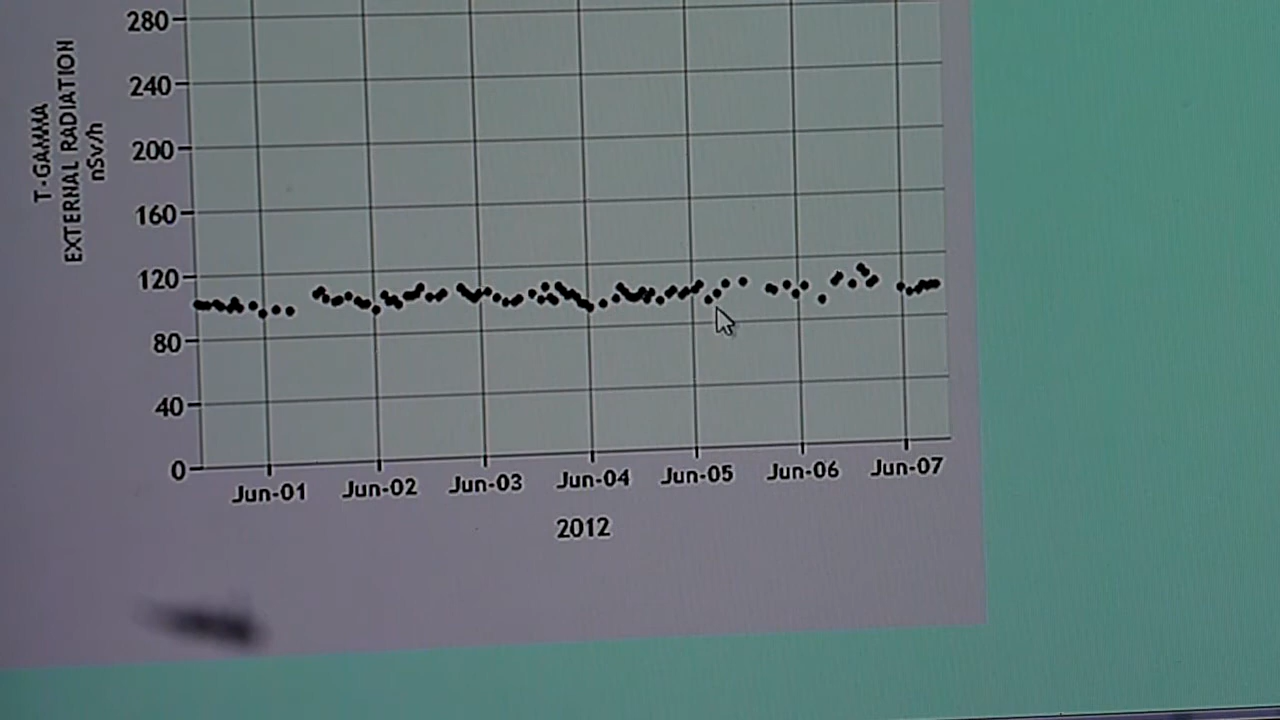 280
240
200
160
120
80
40
0
T-GAMMA
EXTERNAL RADIATION
nSv/h
Jun-01 Jun-02 Jun-03 Jun-04 Jun-05 Jun-06 Jun-07
2012